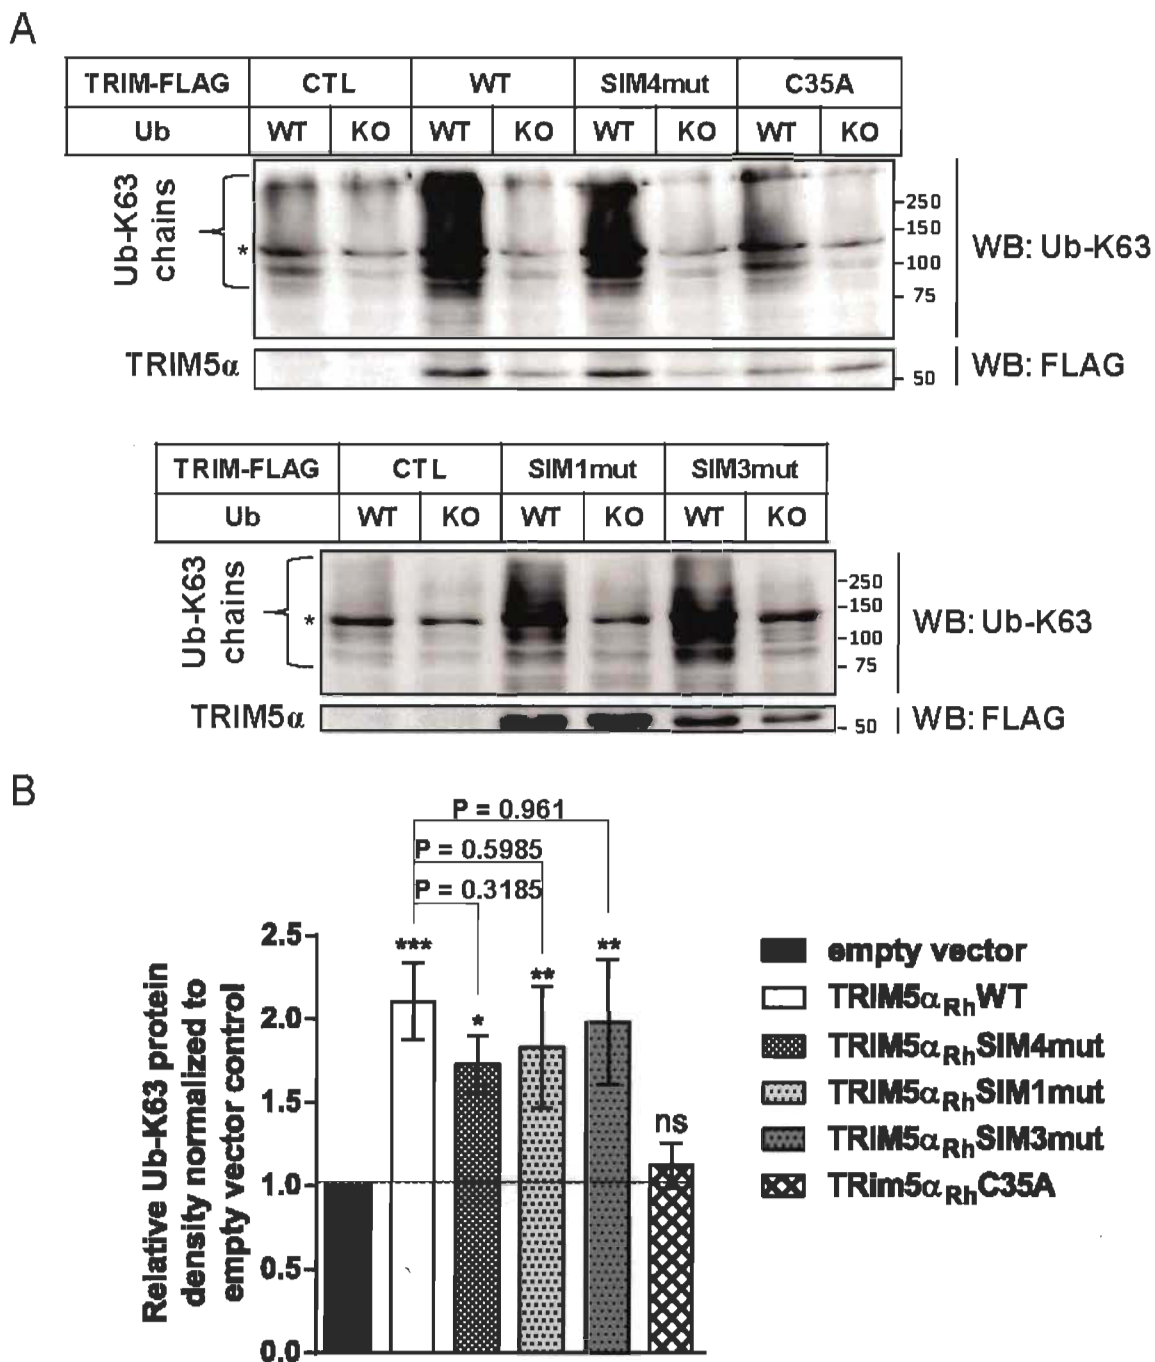 A
TRIM-FLAG CTL WT SIM4mut C35A
Ub WT KO WT KO WT KO WT KO
Ub-K63 chains
*
250
150
100
75
WB: Ub-K63
TRIM5α
50
WB: FLAG
TRIM-FLAG CTL SIM1mut SIM3mut
Ub WT KO WT KO WT KO
Ub-K63 chains
*
250
150
100
75
WB: Ub-K63
TRIM5α
50
WB: FLAG
B
P = 0.961
P = 0.5985
P = 0.3185
Relative Ub-K63 protein
density normalized to
empty vector control
2.5
2.0
1.5
1.0
0.5
0.0
*** * ** ** ns
empty vector
TRIM5αRhWT
TRIM5αRhSIM4mut
TRIM5αRhSIM1mut
TRIM5αRhSIM3mut
TRim5αRhC35A